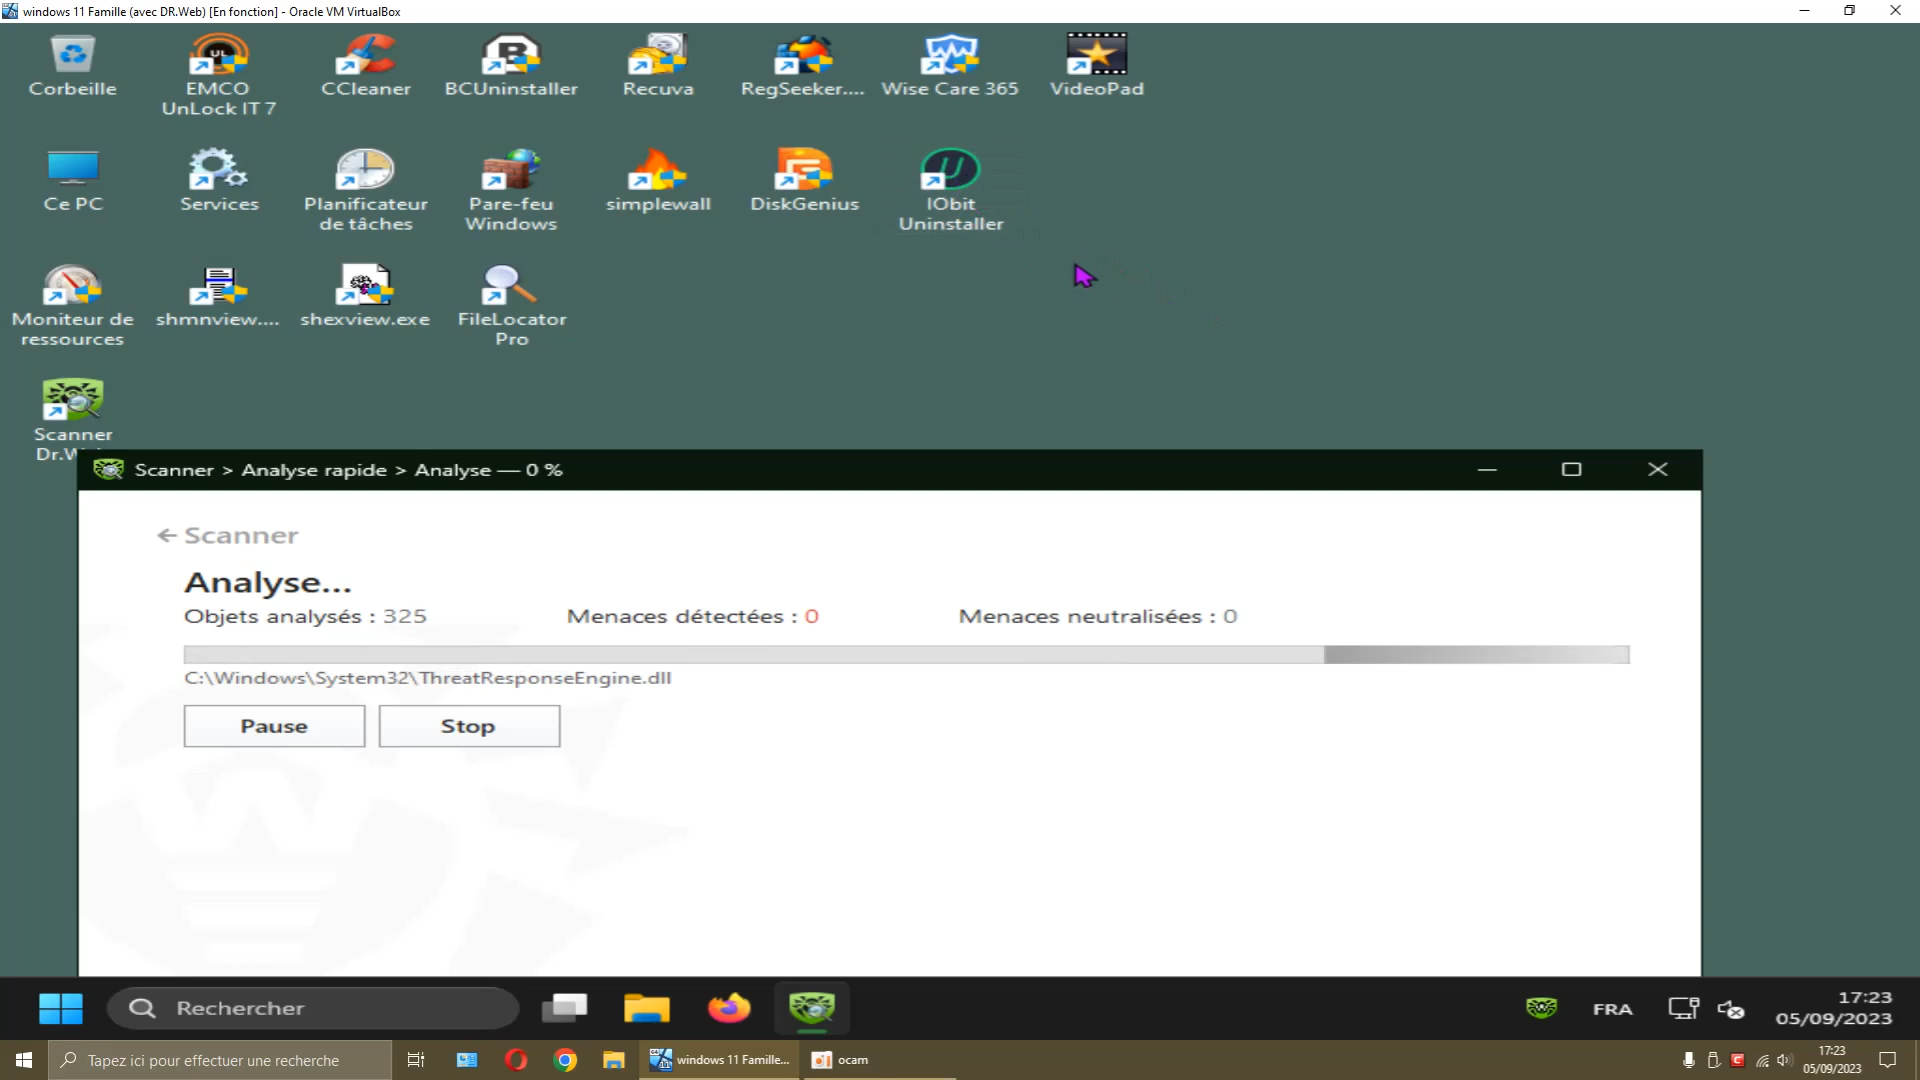 windows 11 Famille (avec DR.Web) [En fonction] - Oracle VM VirtualBox
Corbeille
EMCO
UnLock IT 7
CCleaner
BCUninstaller
Recuva
RegSeeker....
Wise Care 365
VideoPad
Ce PC
Services
Planificateur
de tâches
Pare-feu
Windows
simplewall
DiskGenius
IObit
Uninstaller
Moniteur de
ressources
shmnview....
shexview.exe
FileLocator
Pro
Scanner
Dr.W
Scanner > Analyse rapide > Analyse — 0 %
← Scanner
Analyse...
Objets analysés : 325
Menaces détectées : 0
Menaces neutralisées : 0
C:\Windows\System32\ThreatResponseEngine.dll
Pause
Stop
Rechercher
FRA
17:23
05/09/2023
Tapez ici pour effectuer une recherche
windows 11 Famille...
ocam
17:23
05/09/2023